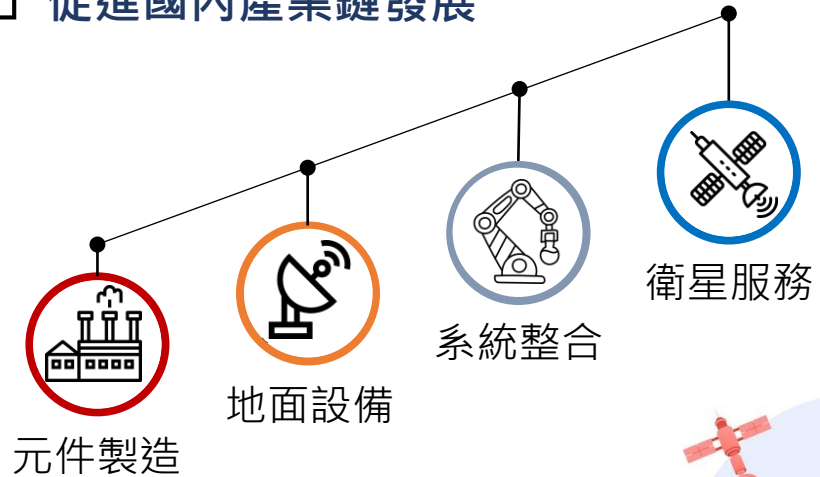 促進國內產業鏈發展
衛星服務
系統整合
地面設備
元件製造